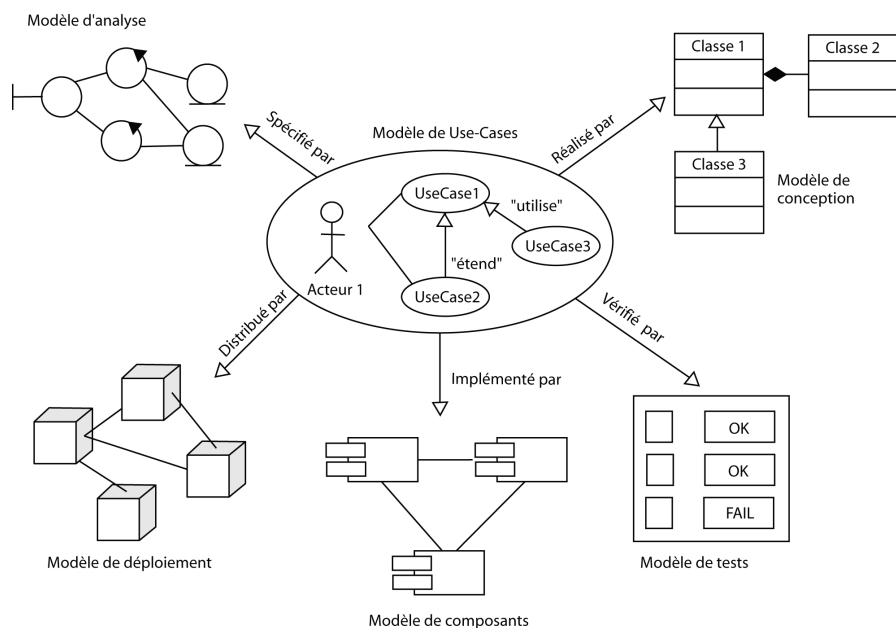 Modèle d'analyse
Classe 1
Classe 2
Spécifié par
Modèle de Use-Cases
Réalisé par
Classe 3
Modèle de
conception
UseCase1
"utilise"
UseCase3
"étend"
Acteur 1
UseCase2
Distribué par
Vérifié par
Implémenté par
OK
OK
FAIL
Modèle de déploiement
Modèle de tests
Modèle de composants